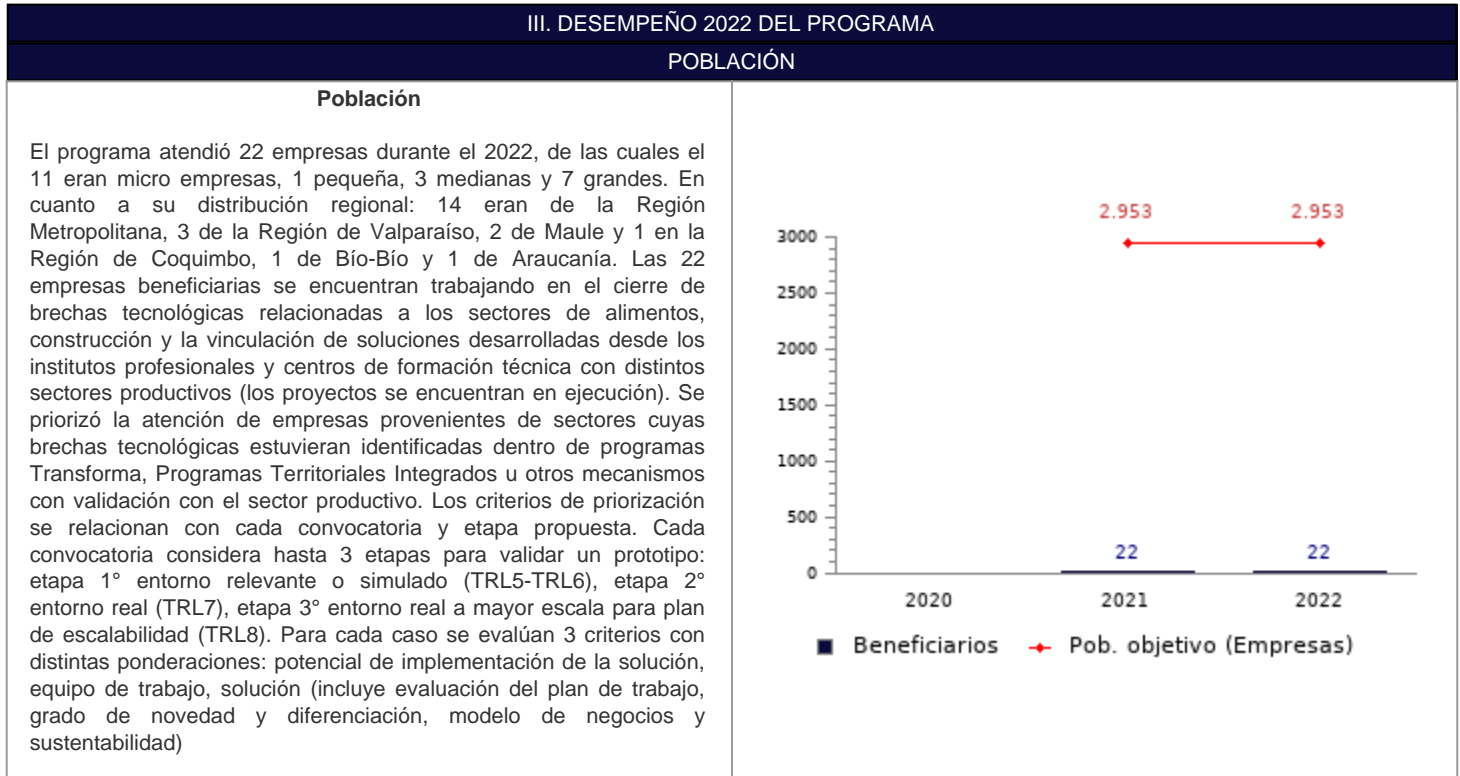 III. DESEMPEÑO 2022 DEL PROGRAMA
POBLACIÓN
Población
El programa atendió 22 empresas durante el 2022, de las cuales el
11 eran micro empresas, 1 pequeña, 3 medianas y 7 grandes. En
cuanto a su distribución regional: 14 eran de la Región
Metropolitana, 3 de la Región de Valparaíso, 2 de Maule y 1 en la
Región de Coquimbo, 1 de Bío-Bío y 1 de Araucanía. Las 22
empresas beneficiarias se encuentran trabajando en el cierre de
brechas tecnológicas relacionadas a los sectores de alimentos,
construcción y la vinculación de soluciones desarrolladas desde los
institutos profesionales y centros de formación técnica con distintos
sectores productivos (los proyectos se encuentran en ejecución). Se
priorizó la atención de empresas provenientes de sectores cuyas
brechas tecnológicas estuvieran identificadas dentro de programas
Transforma, Programas Territoriales Integrados u otros mecanismos
con validación con el sector productivo. Los criterios de priorización
se relacionan con cada convocatoria y etapa propuesta. Cada
convocatoria considera hasta 3 etapas para validar un prototipo:
etapa 1° entorno relevante o simulado (TRL5-TRL6), etapa 2°
entorno real (TRL7), etapa 3° entorno real a mayor escala para plan
de escalabilidad (TRL8). Para cada caso se evalúan 3 criterios con
distintas ponderaciones: potencial de implementación de la solución,
equipo de trabajo, solución (incluye evaluación del plan de trabajo,
grado de novedad y diferenciación, modelo de negocios y
sustentabilidad)
2.953 2.953
3000
2500
2000
1500
1000
500
22 22
0
2020 2021 2022
Beneficiarios Pob. objetivo (Empresas)